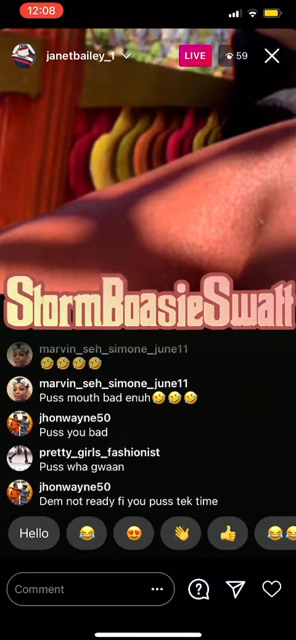 12:08
janetbailey_1
LIVE
59
StormBoasieSwatt
marvin_seh_simone_june11
🤣🤣🤣🤣
marvin_seh_simone_june11
Puss mouth bad enuh🤣🤣🤣
jhonwayne50
Puss you bad
pretty_girls_fashionist
Puss wha gwaan
jhonwayne50
Dem not ready fi you puss tek time
Hello 😂 😍 👋 👍 😂😂
Comment